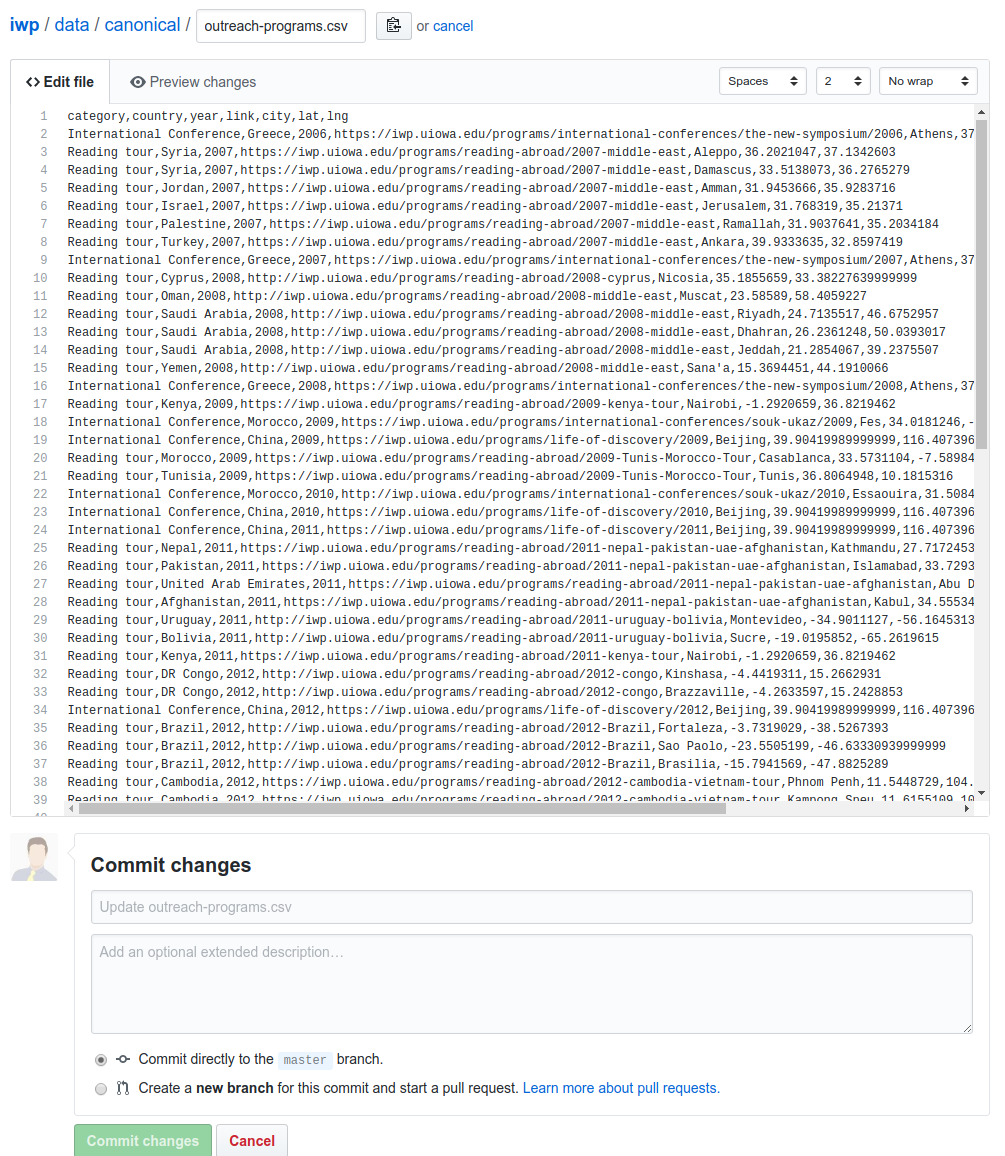 iwp / data / canonical / outreach-programs.csv or cancel
Edit file Preview changes Spaces 2 No wrap
1 category,country,year,link,city,lat,lng
2 International Conference,Greece,2006,https://iwp.uiowa.edu/programs/international-conferences/the-new-symposium/2006,Athens,37
3 Reading tour,Syria,2007,https://iwp.uiowa.edu/programs/reading-abroad/2007-middle-east,Aleppo,36.2021047,37.1342603
4 Reading tour,Syria,2007,https://iwp.uiowa.edu/programs/reading-abroad/2007-middle-east,Damascus,33.5138073,36.2765279
5 Reading tour,Jordan,2007,https://iwp.uiowa.edu/programs/reading-abroad/2007-middle-east,Amman,31.9453666,35.9283716
6 Reading tour,Israel,2007,https://iwp.uiowa.edu/programs/reading-abroad/2007-middle-east,Jerusalem,31.768319,35.21371
7 Reading tour,Palestine,2007,https://iwp.uiowa.edu/programs/reading-abroad/2007-middle-east,Ramallah,31.9037641,35.2034184
8 Reading tour,Turkey,2007,https://iwp.uiowa.edu/programs/reading-abroad/2007-middle-east,Ankara,39.9333635,32.8597419
9 International Conference,Greece,2007,https://iwp.uiowa.edu/programs/international-conferences/the-new-symposium/2007,Athens,37
10 Reading tour,Cyprus,2008,http://iwp.uiowa.edu/programs/reading-abroad/2008-cyprus,Nicosia,35.1855659,33.38227639999999
11 Reading tour,Oman,2008,http://iwp.uiowa.edu/programs/reading-abroad/2008-middle-east,Muscat,23.58589,58.4059227
12 Reading tour,Saudi Arabia,2008,http://iwp.uiowa.edu/programs/reading-abroad/2008-middle-east,Riyadh,24.7135517,46.6752957
13 Reading tour,Saudi Arabia,2008,http://iwp.uiowa.edu/programs/reading-abroad/2008-middle-east,Dhahran,26.2361248,50.0393017
14 Reading tour,Saudi Arabia,2008,http://iwp.uiowa.edu/programs/reading-abroad/2008-middle-east,Jeddah,21.2854067,39.2375507
15 Reading tour,Yemen,2008,http://iwp.uiowa.edu/programs/reading-abroad/2008-middle-east,Sana'a,15.3694451,44.1910066
16 International Conference,Greece,2008,https://iwp.uiowa.edu/programs/international-conferences/the-new-symposium/2008,Athens,37
17 Reading tour,Kenya,2009,https://iwp.uiowa.edu/programs/reading-abroad/2009-kenya-tour,Nairobi,-1.2920659,36.8219462
18 International Conference,Morocco,2009,https://iwp.uiowa.edu/programs/international-conferences/souk-ukaz/2009,Fes,34.0181246,-
19 International Conference,China,2009,https://iwp.uiowa.edu/programs/life-of-discovery/2009,Beijing,39.90419989999999,116.407396
20 Reading tour,Morocco,2009,https://iwp.uiowa.edu/programs/reading-abroad/2009-Tunis-Morocco-Tour,Casablanca,33.5731104,-7.58984
21 Reading tour,Tunisia,2009,https://iwp.uiowa.edu/programs/reading-abroad/2009-Tunis-Morocco-Tour,Tunis,36.8064948,10.1815316
22 International Conference,Morocco,2010,http://iwp.uiowa.edu/programs/international-conferences/souk-ukaz/2010,Essaouira,31.5084
23 International Conference,China,2010,https://iwp.uiowa.edu/programs/life-of-discovery/2010,Beijing,39.90419989999999,116.407396
24 International Conference,China,2011,https://iwp.uiowa.edu/programs/life-of-discovery/2011,Beijing,39.90419989999999,116.407396
25 Reading tour,Nepal,2011,https://iwp.uiowa.edu/programs/reading-abroad/2011-nepal-pakistan-uae-afghanistan,Kathmandu,27.7172453
26 Reading tour,Pakistan,2011,https://iwp.uiowa.edu/programs/reading-abroad/2011-nepal-pakistan-uae-afghanistan,Islamabad,33.7293
27 Reading tour,United Arab Emirates,2011,https://iwp.uiowa.edu/programs/reading-abroad/2011-nepal-pakistan-uae-afghanistan,Abu D
28 Reading tour,Afghanistan,2011,https://iwp.uiowa.edu/programs/reading-abroad/2011-nepal-pakistan-uae-afghanistan,Kabul,34.55534
29 Reading tour,Uruguay,2011,http://iwp.uiowa.edu/programs/reading-abroad/2011-uruguay-bolivia,Montevideo,-34.9011127,-56.1645313
30 Reading tour,Bolivia,2011,http://iwp.uiowa.edu/programs/reading-abroad/2011-uruguay-bolivia,Sucre,-19.0195852,-65.2619615
31 Reading tour,Kenya,2011,https://iwp.uiowa.edu/programs/reading-abroad/2011-kenya-tour,Nairobi,-1.2920659,36.8219462
32 Reading tour,DR Congo,2012,http://iwp.uiowa.edu/programs/reading-abroad/2012-congo,Kinshasa,-4.4419311,15.2662931
33 Reading tour,DR Congo,2012,http://iwp.uiowa.edu/programs/reading-abroad/2012-congo,Brazzaville,-4.2633597,15.2428853
34 International Conference,China,2012,https://iwp.uiowa.edu/programs/life-of-discovery/2012,Beijing,39.90419989999999,116.407396
35 Reading tour,Brazil,2012,http://iwp.uiowa.edu/programs/reading-abroad/2012-Brazil,Fortaleza,-3.7319029,-38.5267393
36 Reading tour,Brazil,2012,http://iwp.uiowa.edu/programs/reading-abroad/2012-Brazil,Sao Paolo,-23.5505199,-46.63330939999999
37 Reading tour,Brazil,2012,http://iwp.uiowa.edu/programs/reading-abroad/2012-Brazil,Brasilia,-15.7941569,-47.8825289
38 Reading tour,Cambodia,2012,https://iwp.uiowa.edu/programs/reading-abroad/2012-cambodia-vietnam-tour,Phnom Penh,11.5448729,104.
39 Reading tour,Cambodia,2012,https://iwp.uiowa.edu/programs/reading-abroad/2012-cambodia-vietnam-tour,Kampong Speu,11.6155109,10
Commit changes
Update outreach-programs.csv
Add an optional extended description…
Commit directly to the master branch.
Create a new branch for this commit and start a pull request. Learn more about pull requests.
Commit changes Cancel